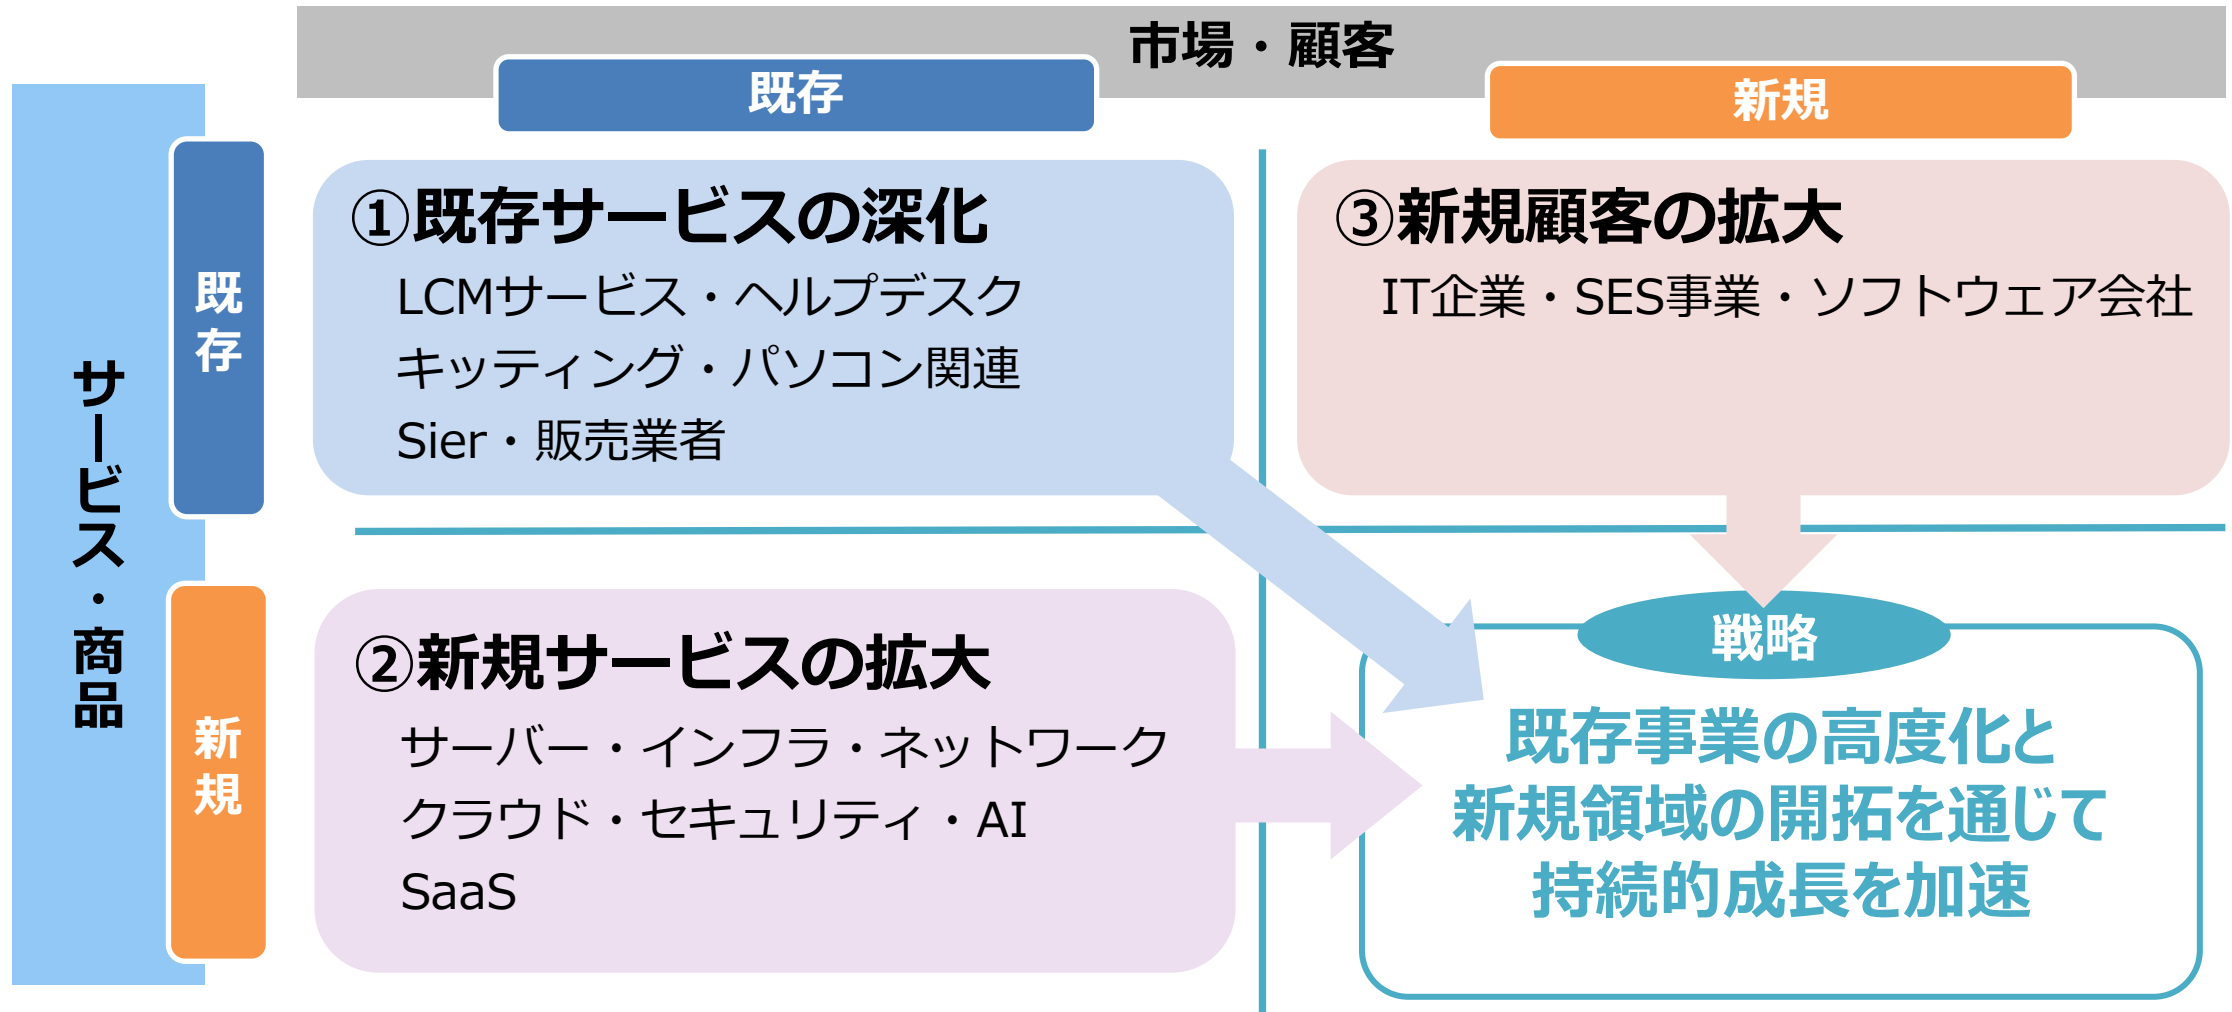 市場・顧客
既存
新規
サービス・商品
既存
①既存サービスの深化
LCMサービス・ヘルプデスク
キッティング・パソコン関連
Sier・販売業者
③新規顧客の拡大
IT企業・SES事業・ソフトウェア会社
新規
②新規サービスの拡大
サーバー・インフラ・ネットワーク
クラウド・セキュリティ・AI
SaaS
戦略
既存事業の高度化と
新規領域の開拓を通じて
持続的成長を加速